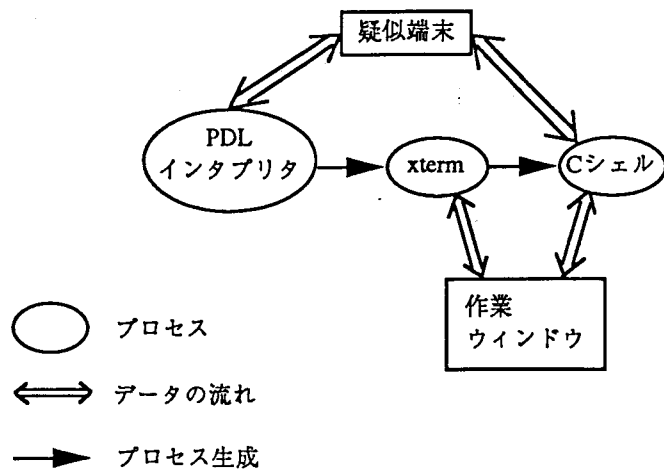 疑似端末
PDL
インタプリタ
xterm
Cシェル
作業
ウィンドウ
プロセス
データの流れ
プロセス生成